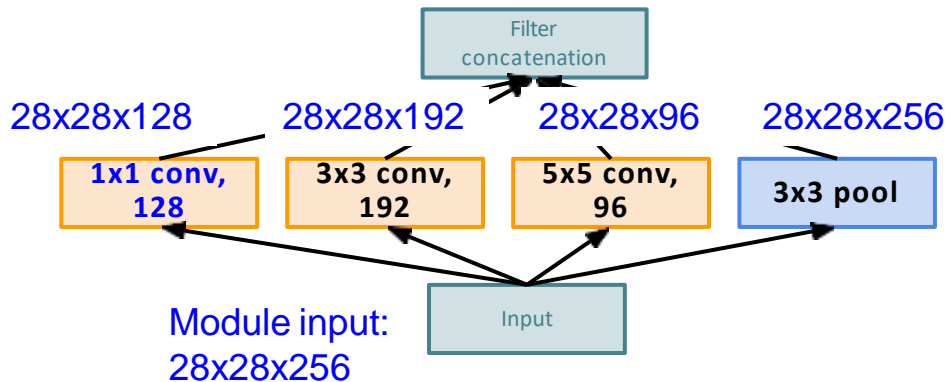 Filter
concatenation
28x28x128
28x28x192
28x28x96
28x28x256
1x1 conv,
128
3x3 conv,
192
5x5 conv,
96
3x3 pool
Input
Module input:
28x28x256